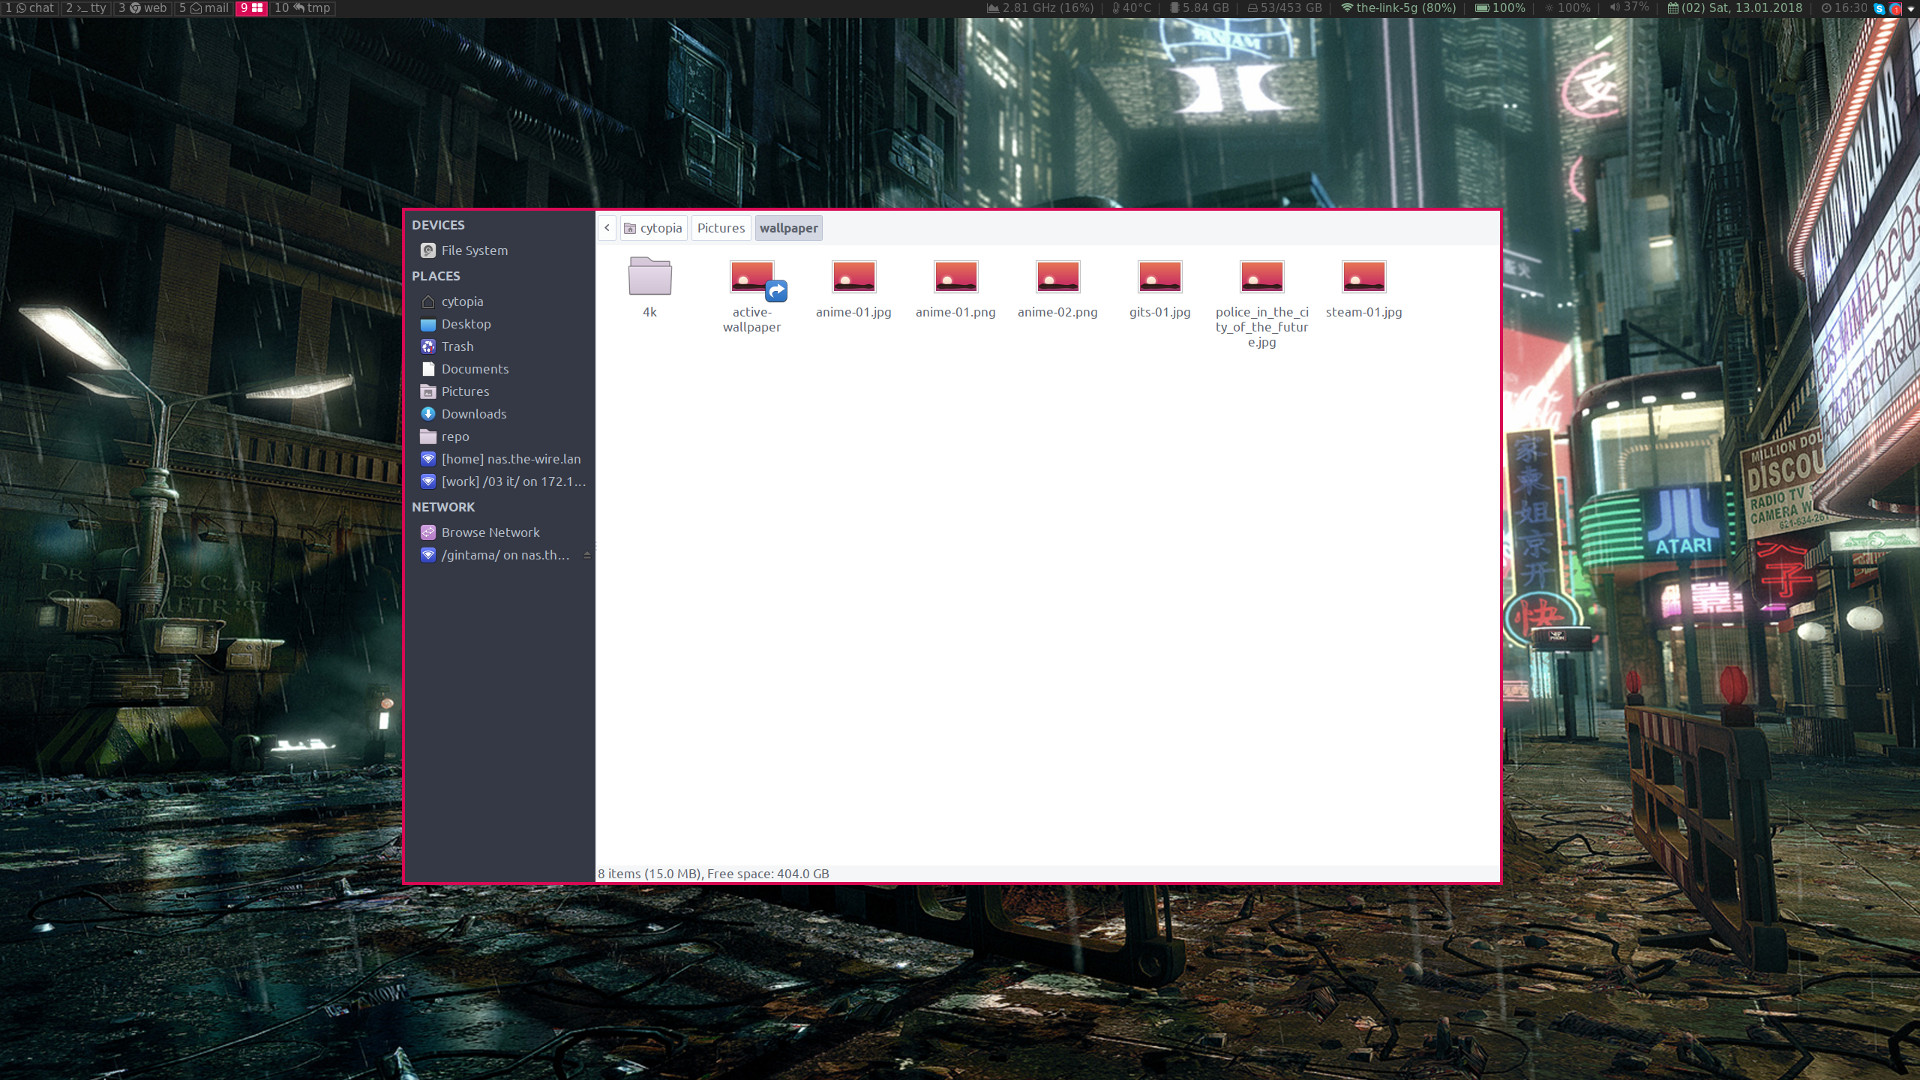 1 chat 2 tty 3 web 5 mail 9 10 tmp
2.81 GHz (16%) 40°C 5.84 GB 53/453 GB the-link-5g (80%) 100% 100% 37% (02) Sat, 13.01.2018 16:30
DEVICES
File System
PLACES
cytopia
Desktop
Trash
Documents
Pictures
Downloads
repo
[home] nas.the-wire.lan
[work] /03 it/ on 172.1...
NETWORK
Browse Network
/gintama/ on nas.th...
cytopia Pictures wallpaper
4k
active-
wallpaper
anime-01.jpg
anime-01.png
anime-02.png
gits-01.jpg
police_in_the_ci
ty_of_the_futur
e.jpg
steam-01.jpg
8 items (15.0 MB), Free space: 404.0 GB
ATARI
MILLION
DISCOU
RADIO TV
CAMERA
快